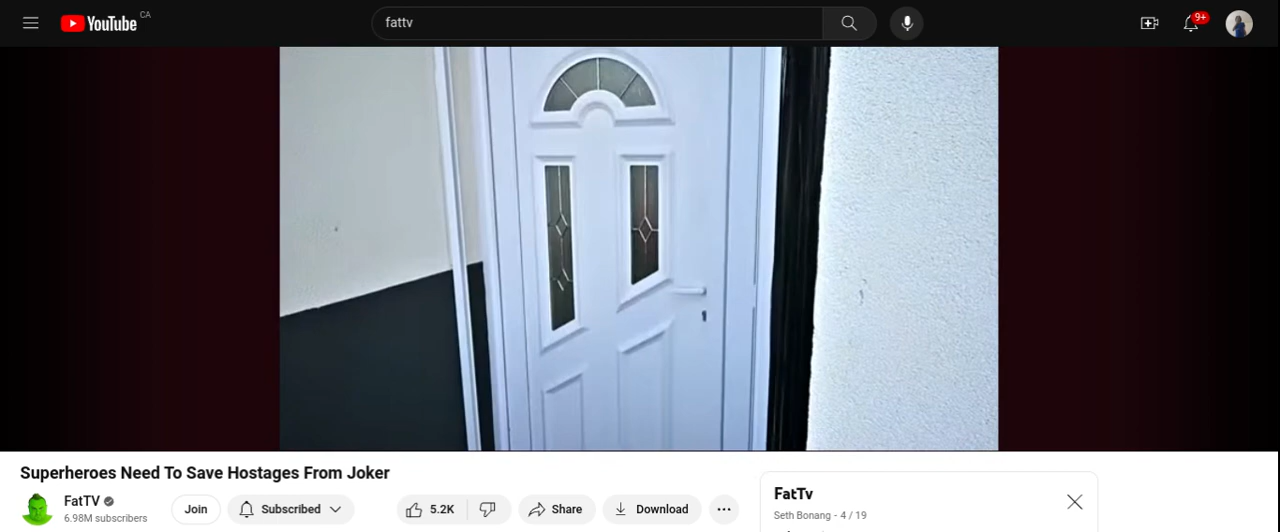 YouTube CA
fattv
9+
Superheroes Need To Save Hostages From Joker
FatTV
6.98M subscribers
Join
Subscribed
5.2K
Share
Download
FatTv
Seth Bonang - 4 / 19